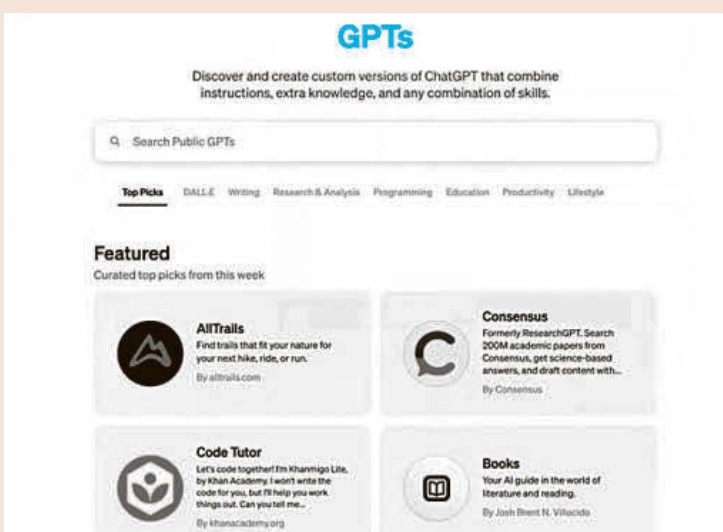 GPTs
Discover and create custom versions of ChatGPT that combine
instructions, extra knowledge, and any combination of skills.
Search Public GPTs
Top Picks DALL·E Writing Research & Analysis Programming Education Productivity Lifestyle
Featured
Curated top picks from this week
AllTrails
Find trails that fit your nature for
your next hike, ride, or run.
By alltrails.com
Consensus
Formerly ResearchGPT. Search
200M academic papers from
Consensus, get science-based
answers, and draft content with...
By Consensus
Code Tutor
Let's code together! I'm Khanmigo Lite,
by Khan Academy. I won't write the
code for you, but I'll help you work
things out. Can you tell me...
By khanacademy.org
Books
Your AI guide in the world of
literature and reading.
By Josh Brent N. Villocido